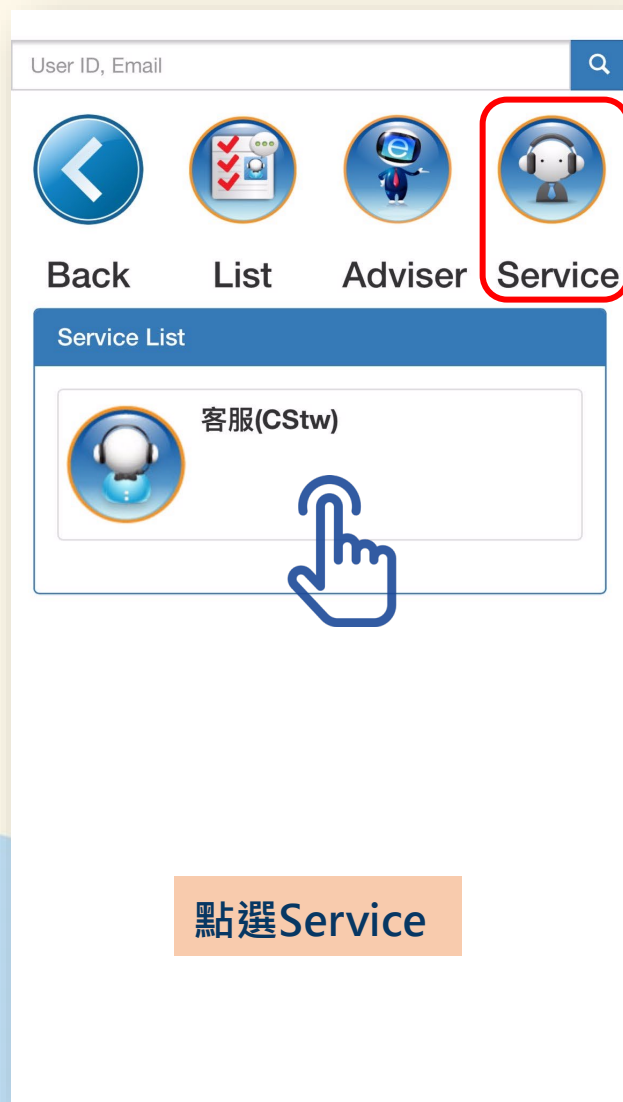 User ID, Email
Back List Adviser Service
Service List
客服(CStw)
點選Service